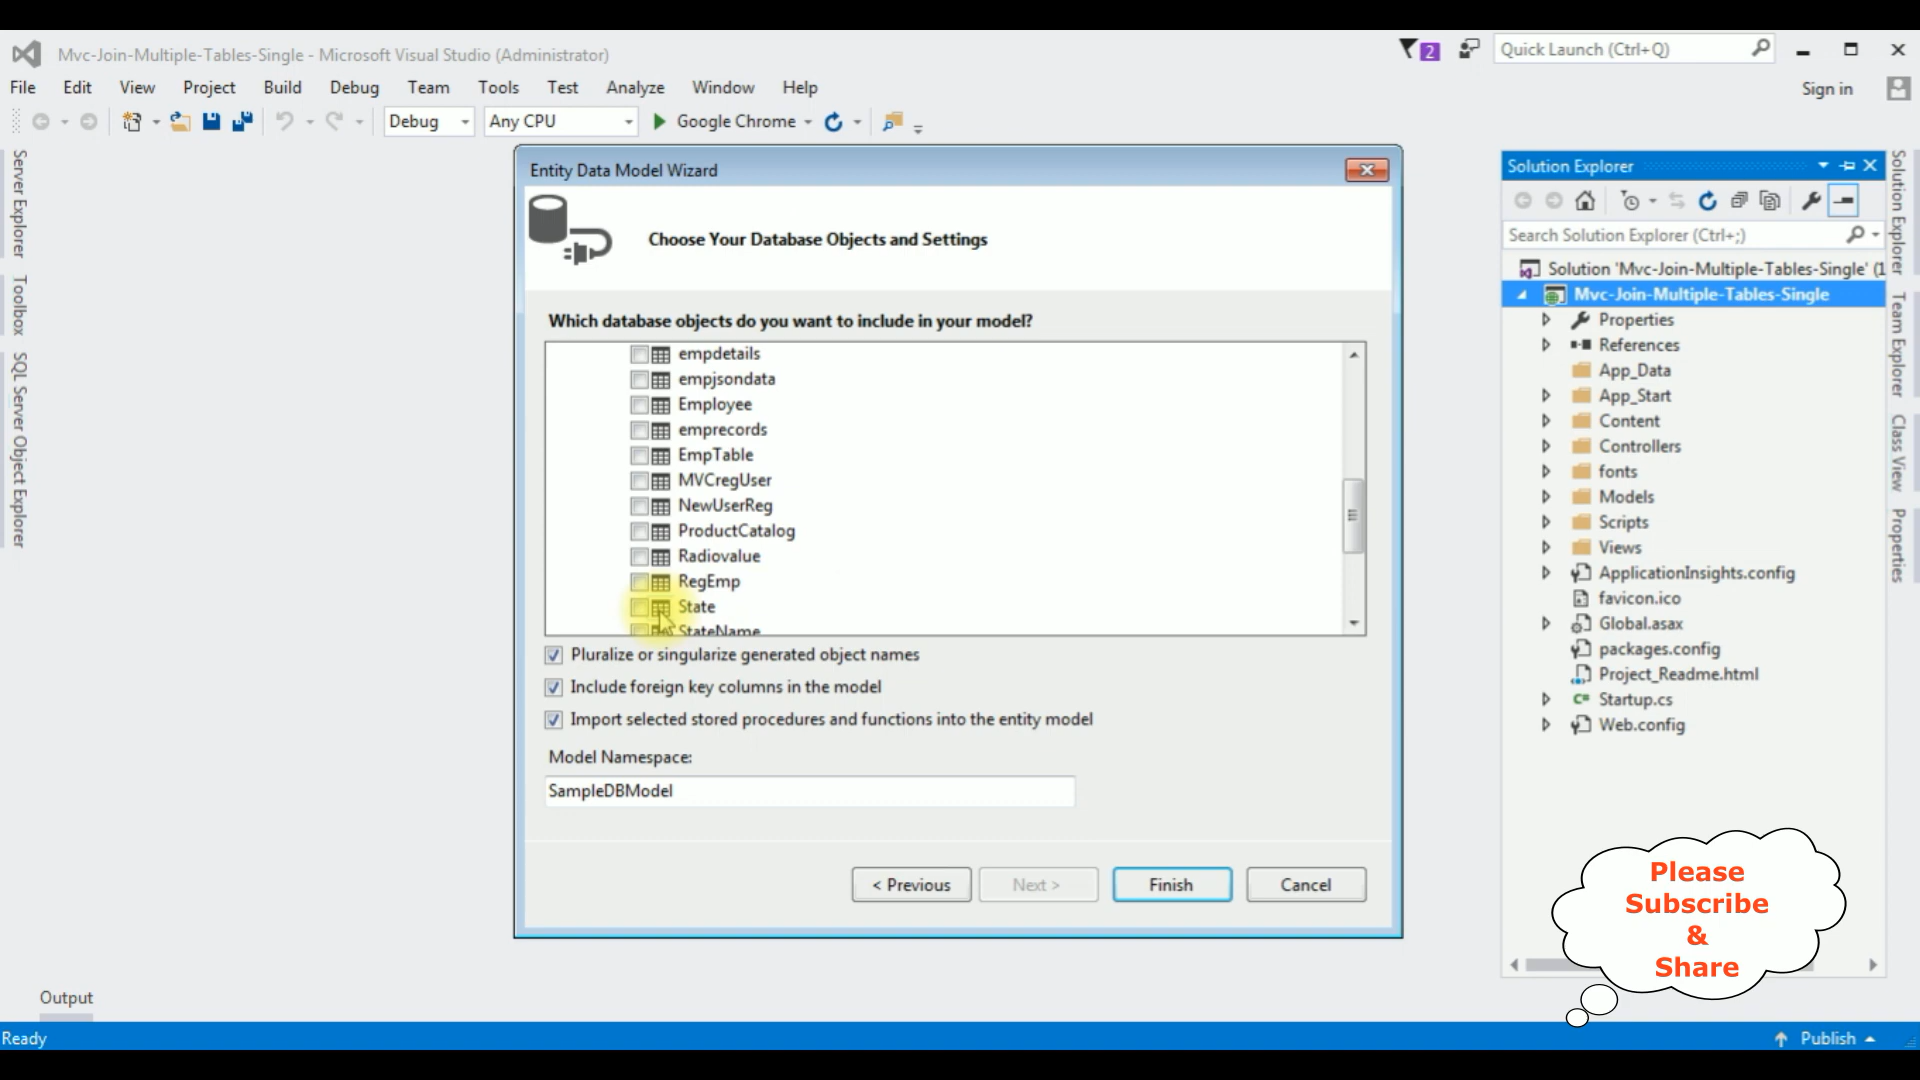 Mvc-Join-Multiple-Tables-Single - Microsoft Visual Studio (Administrator)
2
Quick Launch (Ctrl+Q)
File Edit View Project Build Debug Team Tools Test Analyze Window Help
Sign in
Debug
Any CPU
Google Chrome
Server Explorer
Toolbox
SQL Server Object Explorer
Entity Data Model Wizard
Choose Your Database Objects and Settings
Which database objects do you want to include in your model?
empdetails
empjsondata
Employee
emprecords
EmpTable
MVCregUser
NewUserReg
ProductCatalog
Radiovalue
RegEmp
State
StateName
Pluralize or singularize generated object names
Include foreign key columns in the model
Import selected stored procedures and functions into the entity model
Model Namespace:
SampleDBModel
< Previous
Next >
Finish
Cancel
Solution Explorer
Search Solution Explorer (Ctrl+;)
Solution 'Mvc-Join-Multiple-Tables-Single' (1
Mvc-Join-Multiple-Tables-Single
Properties
References
App_Data
App_Start
Content
Controllers
fonts
Models
Scripts
Views
ApplicationInsights.config
favicon.ico
Global.asax
packages.config
Project_Readme.html
C# Startup.cs
Web.config
Solution Explorer
Team Explorer
Class View
Properties
Please
Subscribe
&
Share
Output
Ready
Publish